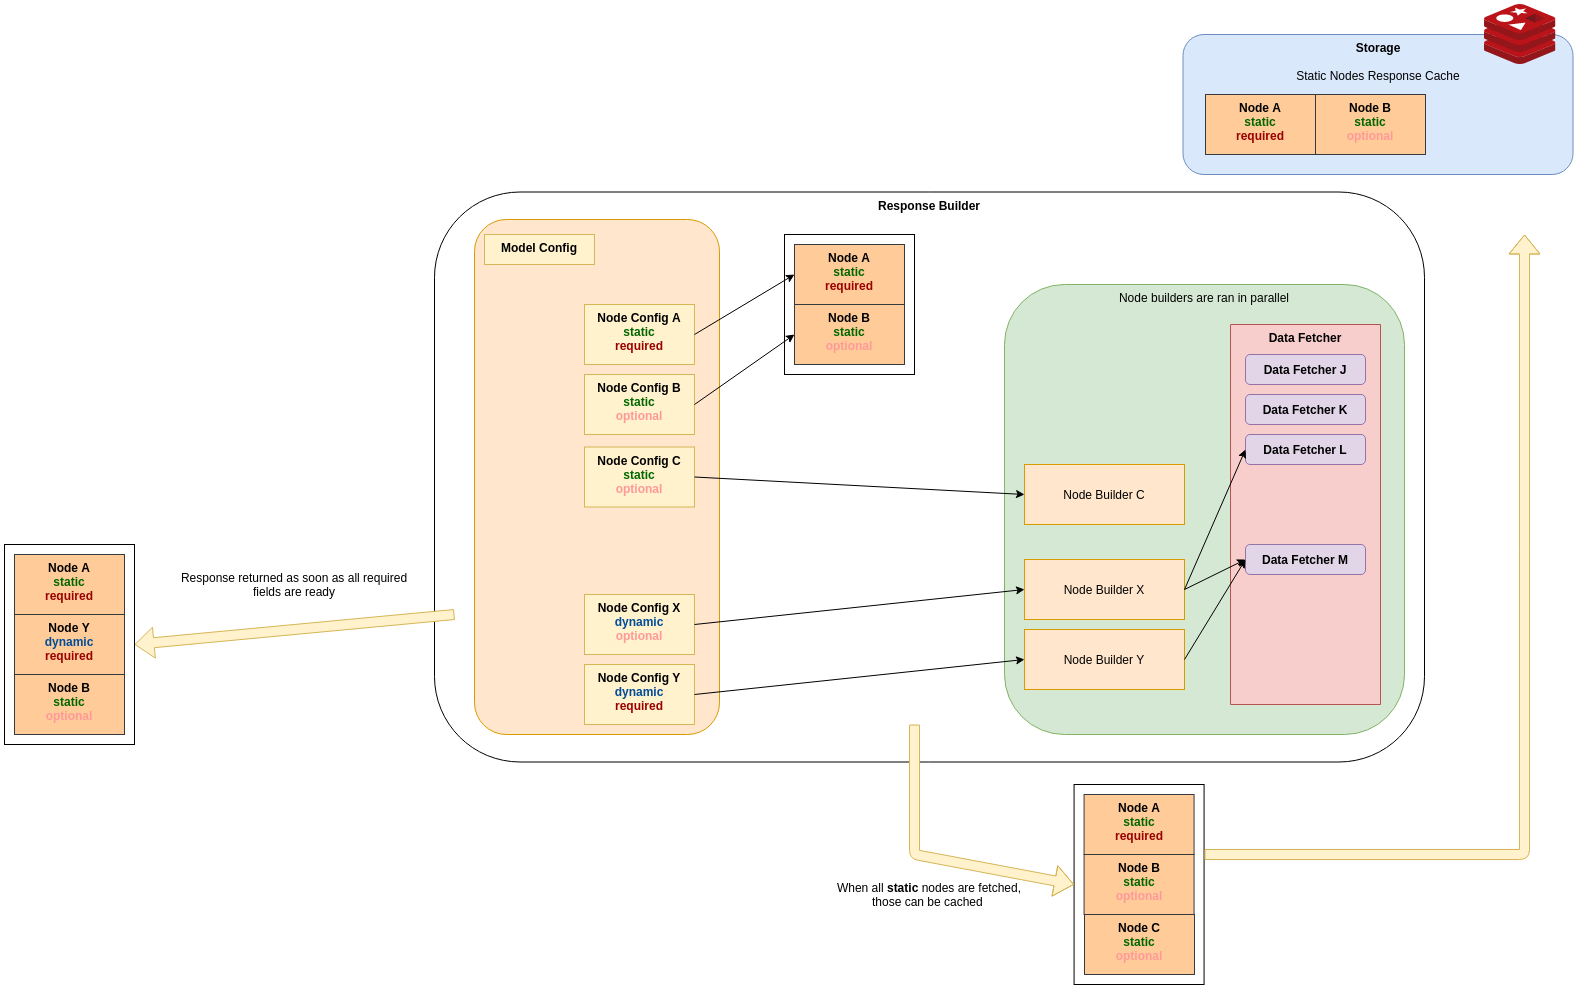 Storage
Static Nodes Response Cache
Node A
static
required
Node B
static
optional
Response Builder
Model Config
Node Config A
static
required
Node Config B
static
optional
Node Config C
static
optional
Node Config X
dynamic
optional
Node Config Y
dynamic
required
Node A
static
required
Node B
static
optional
Node builders are ran in parallel
Node Builder C
Node Builder X
Node Builder Y
Data Fetcher
Data Fetcher J
Data Fetcher K
Data Fetcher L
Data Fetcher M
Response returned as soon as all required
fields are ready
Node A
static
required
Node Y
dynamic
required
Node B
static
optional
When all static nodes are fetched,
those can be cached
Node A
static
required
Node B
static
optional
Node C
static
optional